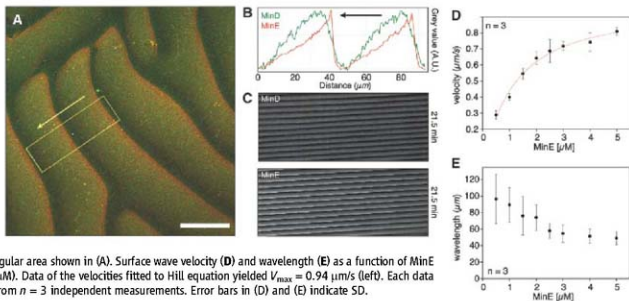 A
B
MinD
MinE
Grey value (A.U.)
0 20 40 60 80
Distance (µm)
C
MinD
21.5 min
MinE
21.5 min
D
n = 3
velocity (µm/s)
0.8
0.7
0.6
0.5
0.4
0.3
0.2
0 1 2 3 4 5
MinE [µM]
E
wavelength (µm)
120
100
80
60
40
20
0
n = 3
0 1 2 3 4 5
MinE [µM]
gular area shown in (A). Surface wave velocity (D) and wavelength (E) as a function of MinE
µM). Data of the velocities fitted to Hill equation yielded Vmax = 0.94 µm/s (left). Each data
from n = 3 independent measurements. Error bars in (D) and (E) indicate SD.